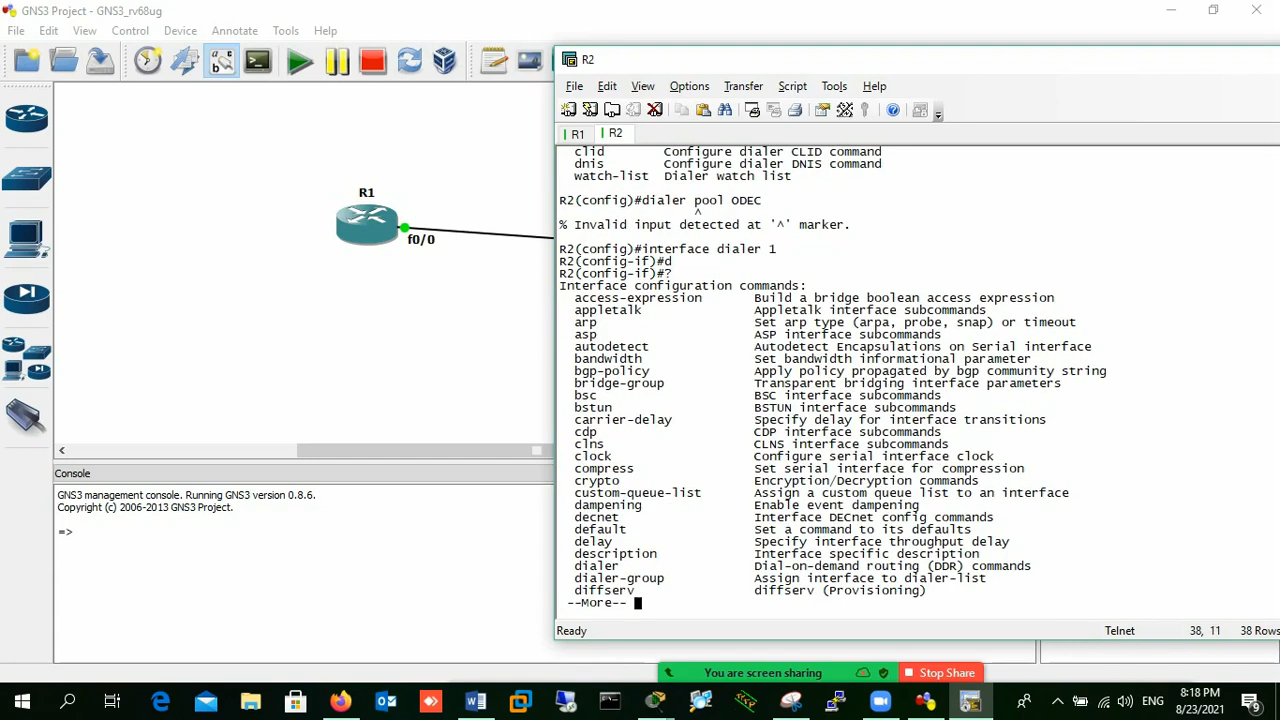 GNS3 Project — GNS3_rv68ug
File Edit View Control Device Annotate Tools Help
R1
f0/0
Console
GNS3 management console. Running GNS3 version 0.8.6.
Copyright (c) 2006-2013 GNS3 Project.
=>
R2
File Edit View Options Transfer Script Tools Help
R1 R2
clid Configure dialer CLID command
dnis Configure dialer DNIS command
watch-list Dialer watch list
R2(config)#dialer pool ODEC
^
% Invalid input detected at '^' marker.
R2(config)#interface dialer 1
R2(config-if)#d
R2(config-if)#?
Interface configuration commands:
access-expression Build a bridge boolean access expression
appletalk Appletalk interface subcommands
arp Set arp type (arpa, probe, snap) or timeout
asp ASP interface subcommands
autodetect Autodetect Encapsulations on Serial interface
bandwidth Set bandwidth informational parameter
bgp-policy Apply policy propagated by bgp community string
bridge-group Transparent bridging interface parameters
bsc BSC interface subcommands
bstun BSTUN interface subcommands
carrier-delay Specify delay for interface transitions
cdp CDP interface subcommands
clns CLNS interface subcommands
clock Configure serial interface clock
compress Set serial interface for compression
crypto Encryption/Decryption commands
custom-queue-list Assign a custom queue list to an interface
dampening Enable event dampening
decnet Interface DECnet config commands
default Set a command to its defaults
delay Specify interface throughput delay
description Interface specific description
dialer Dial-on-demand routing (DDR) commands
dialer-group Assign interface to dialer-list
diffserv diffserv (Provisioning)
--More--
Ready Telnet 38, 11 38 Rows
You are screen sharing Stop Share
ENG
8:18 PM
8/23/2021
9